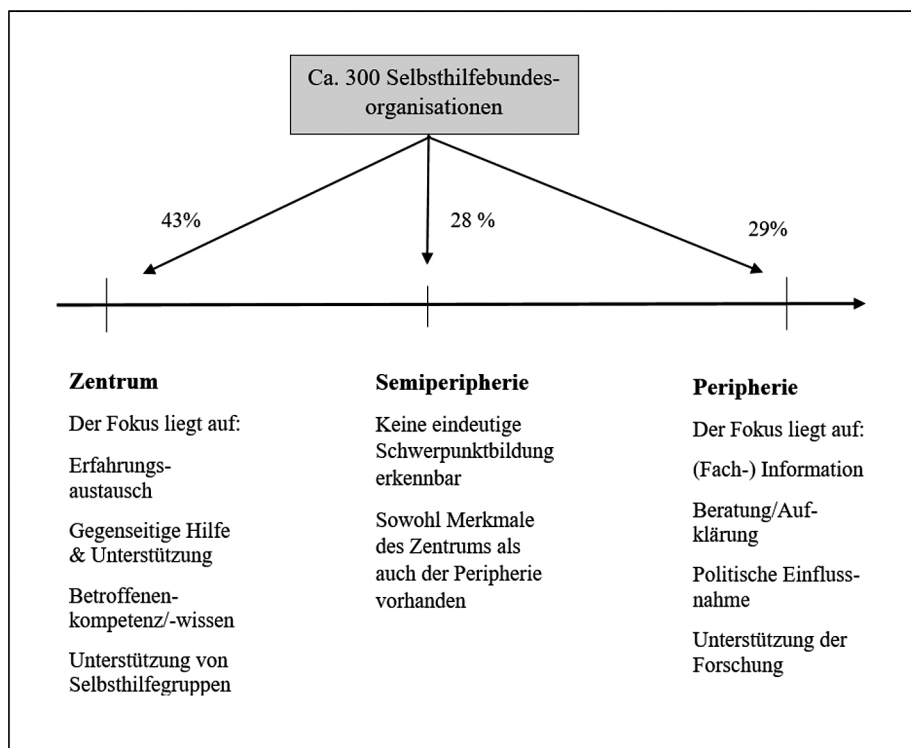 Ca. 300 Selbsthilfebundes-
organisationen
43%
28 %
29%
Zentrum
Der Fokus liegt auf:
Erfahrungs-
austausch
Gegenseitige Hilfe
& Unterstützung
Betroffenen-
kompetenz/-wissen
Unterstützung von
Selbsthilfegruppen
Semiperipherie
Keine eindeutige
Schwerpunktbildung
erkennbar
Sowohl Merkmale
des Zentrums als
auch der Peripherie
vorhanden
Peripherie
Der Fokus liegt auf:
(Fach-) Information
Beratung/Auf-
klärung
Politische Einfluss-
nahme
Unterstützung der
Forschung